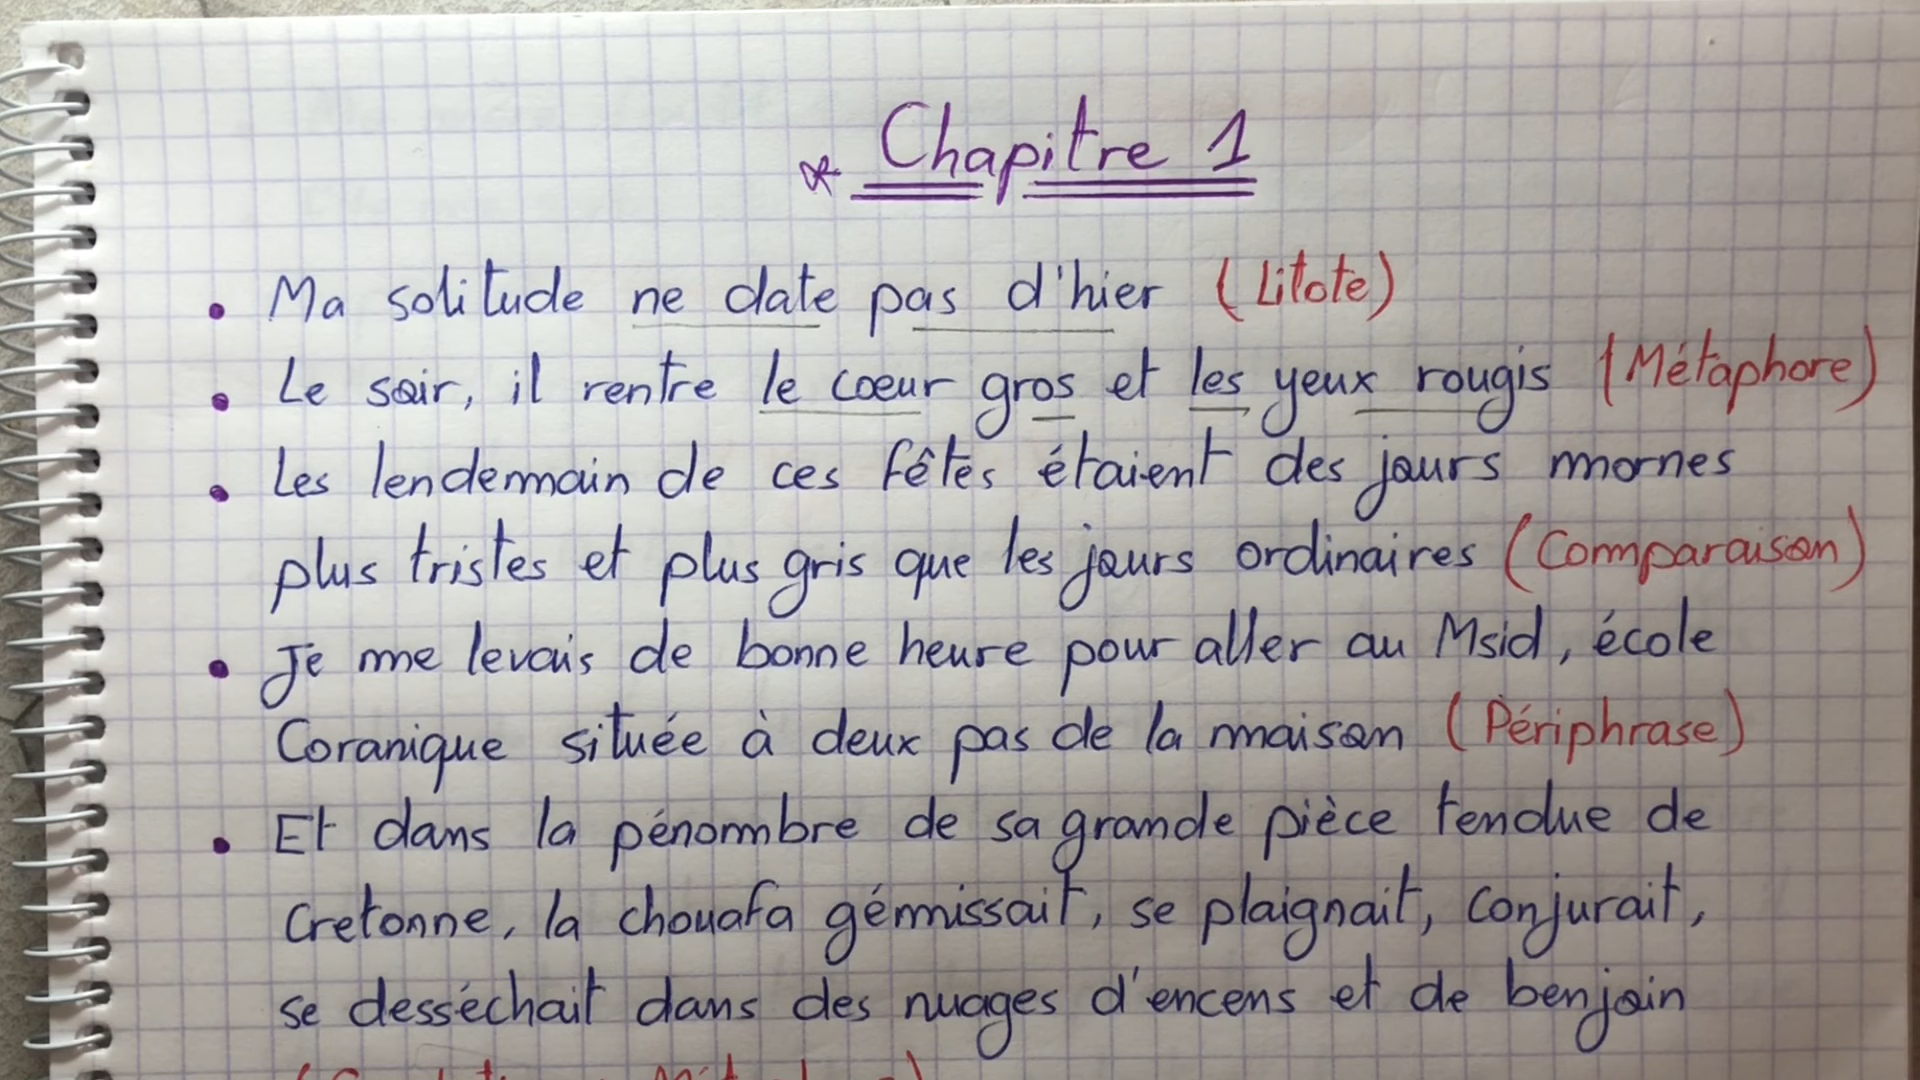 * Chapitre 1
• Ma solitude ne date pas d'hier (Litote)
• Le soir, il rentre le coeur gros et les yeux rougis (Métaphore)
• Les lendemain de ces fêtes étaient des jours mornes
plus tristes et plus gris que les jours ordinaires (Comparaison)
• Je me levais de bonne heure pour aller au Msid, école
Coranique située à deux pas de la maison (Périphrase)
• Et dans la pénombre de sa grande pièce tendue de
Cretonne, la chouafa gémissait, se plaignait, conjurait,
se desséchait dans des nuages d'encens et de benjoin